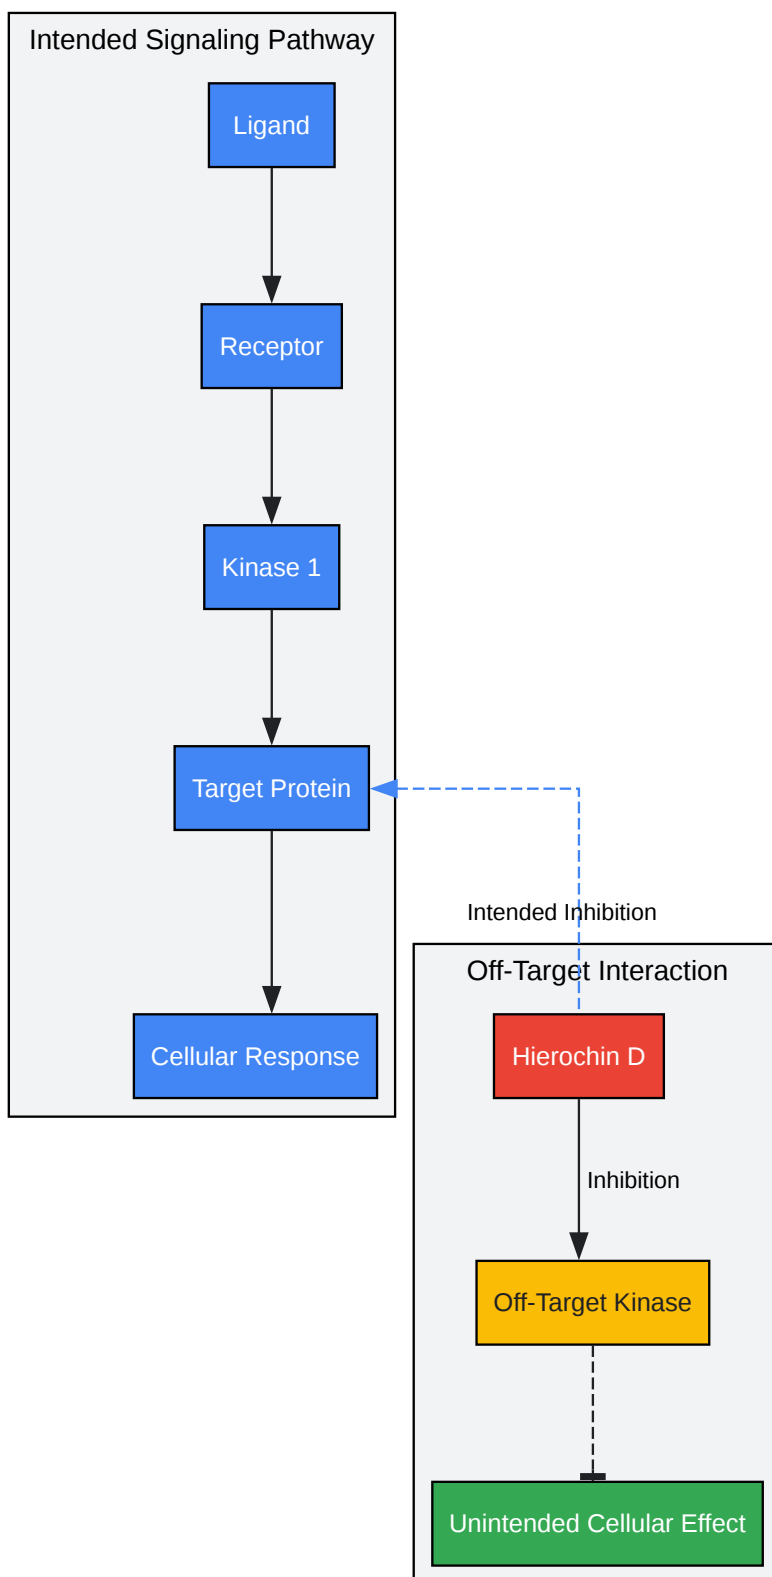 Intended Signaling Pathway
Ligand
Receptor
Kinase 1
Target Protein
Cellular Response
Intended Inhibition
Off-Target Interaction
Hierochin D
Inhibition
Off-Target Kinase
Unintended Cellular Effect